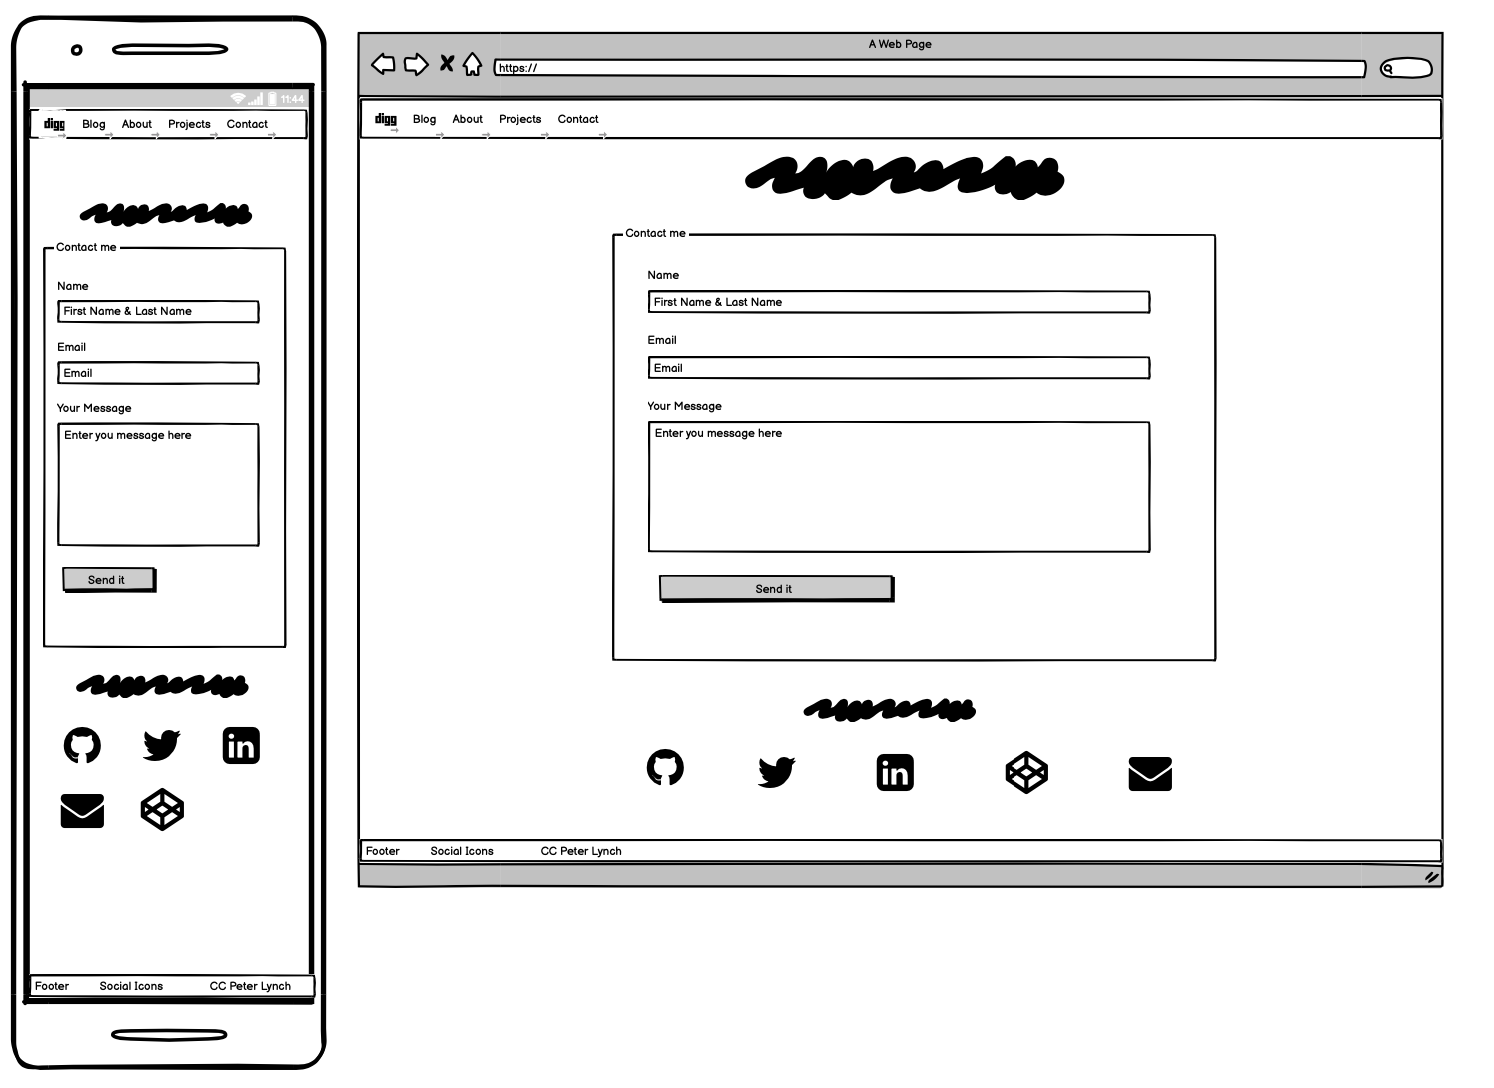 11:44
digg Blog About Projects Contact
Contact me
Name
First Name & Last Name
Email
Email
Your Message
Enter you message here
Send it
in
Footer Social Icons CC Peter Lynch
A Web Page
https://
digg Blog About Projects Contact
Contact me
Name
First Name & Last Name
Email
Email
Your Message
Enter you message here
Send it
in
Footer Social Icons CC Peter Lynch